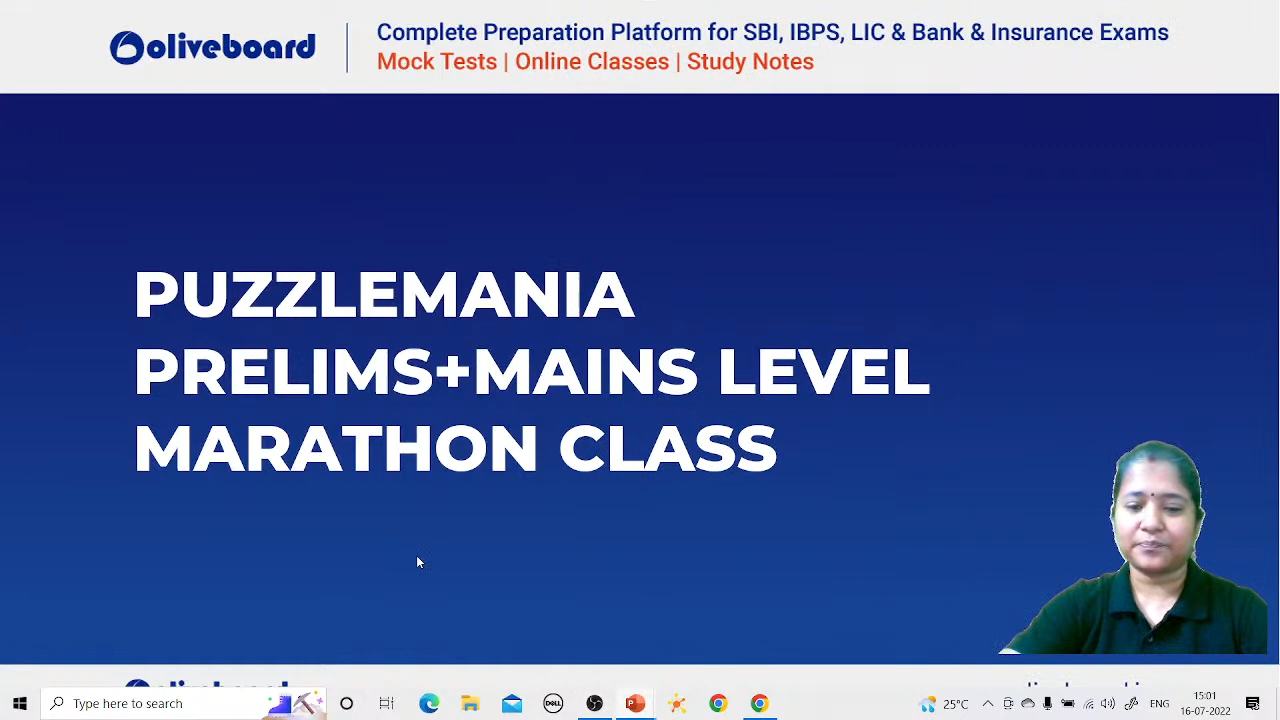 oliveboard
Complete Preparation Platform for SBI, IBPS, LIC & Bank & Insurance Exams
Mock Tests | Online Classes | Study Notes
PUZZLEMANIA
PRELIMS+MAINS LEVEL
MARATHON CLASS
Type here to search
DELL
25°C
ENG
15:01
16-07-2022